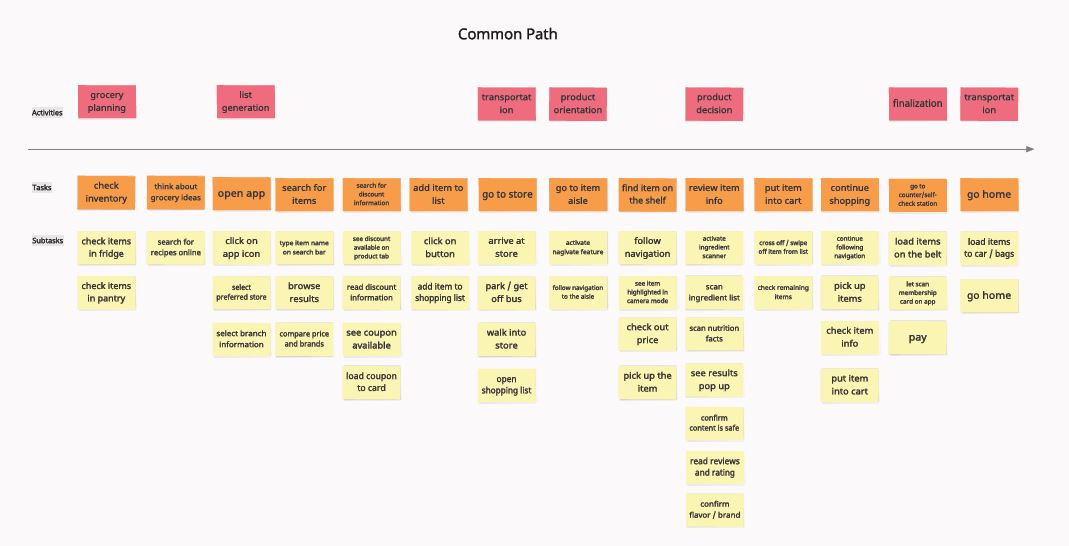 Common Path
Activities
grocery
planning
list
generation
transportat
ion
product
orientation
product
decision
finalization
transportat
ion
Tasks
check
inventory
think about
grocery ideas
open app
search for
items
search for
discount
information
add item to
list
go to store
go to item
aisle
find item on
the shelf
review item
info
put item
into cart
continue
shopping
go to
counter/self-
check station
go home
Subtasks
check items
in fridge
search for
recipes online
click on
app icon
type item name
on search bar
see discount
available on
product tab
click on
button
arrive at
store
activate
nagivate feature
follow
navigation
activate
ingredient
scanner
cross off / swipe
off item from list
continue
following
navigation
load items
on the belt
load items
to car / bags
check items
in pantry
select
preferred store
browse
results
read discount
information
add item to
shopping list
park / get
off bus
follow navigation
to the aisle
see item
highlighted in
camera mode
scan
ingredient list
check remaining
items
pick up
items
let scan
membership
card on app
go home
select branch
information
compare price
and brands
see coupon
available
walk into
store
check out
price
scan nutrition
facts
check item
info
pay
load coupon
to card
open
shopping list
pick up the
item
see results
pop up
put item
into cart
confirm
content is safe
read reviews
and rating
confirm
flavor / brand